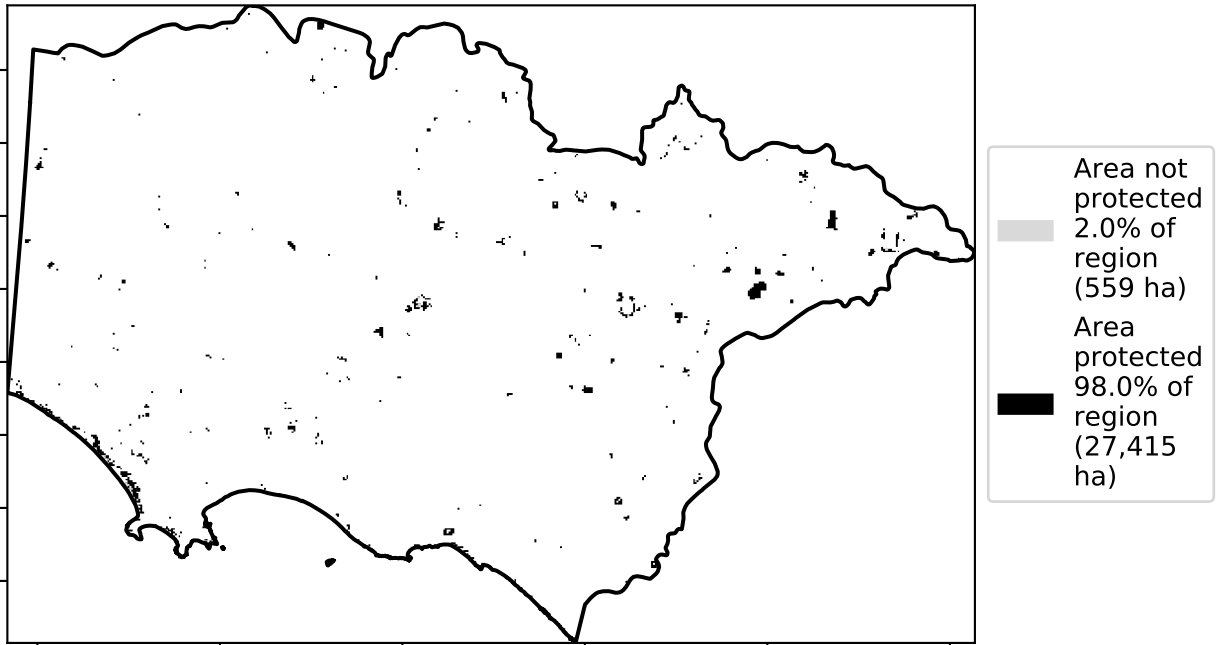 Area not
protected
2.0% of
region
(559 ha)
Area
protected
98.0% of
region
(27,415
ha)